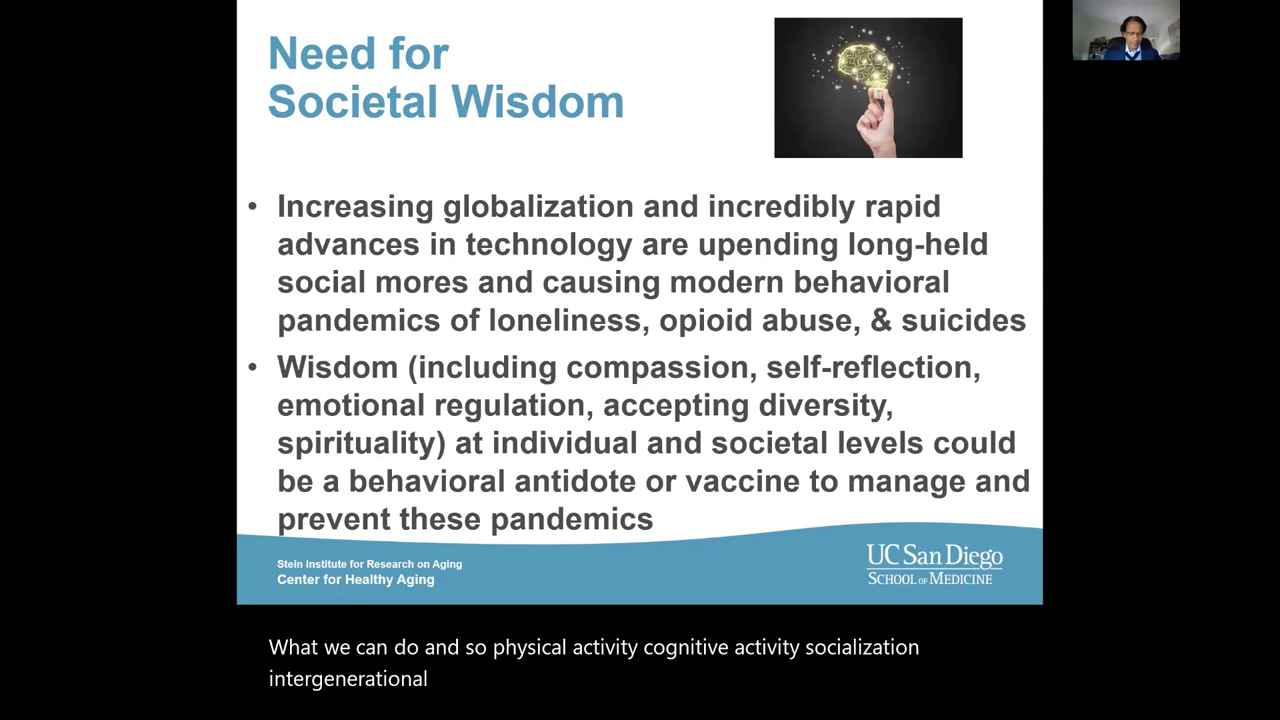 Need for
Societal Wisdom
• Increasing globalization and incredibly rapid
advances in technology are upending long-held
social mores and causing modern behavioral
pandemics of loneliness, opioid abuse, & suicides
• Wisdom (including compassion, self-reflection,
emotional regulation, accepting diversity,
spirituality) at individual and societal levels could
be a behavioral antidote or vaccine to manage and
prevent these pandemics
Stein Institute for Research on Aging
Center for Healthy Aging
UC San Diego
SCHOOL OF MEDICINE
What we can do and so physical activity cognitive activity socialization
intergenerational